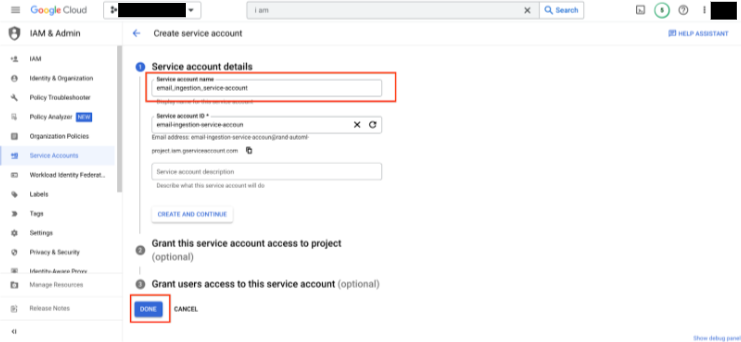 Google Cloud
i am
Search
8
IAM & Admin
Create service account
HELP ASSISTANT
IAM
Identity & Organization
Policy Troubleshooter
Policy Analyzer NEW
Organization Policies
Service Accounts
Workload Identity Federat...
Labels
Tags
Settings
Privacy & Security
Identity-Aware Proxy
Manage Resources
Release Notes
1 Service account details
Service account name
email_ingestion_service-account
Display name for this service account
Service account ID *
email-ingestion-service-accoun
Email address: email-ingestion-service-accoun@rand-automl-
project.iam.gserviceaccount.com
Service account description
Describe what this service account will do
CREATE AND CONTINUE
2 Grant this service account access to project
(optional)
3 Grant users access to this service account (optional)
DONE
CANCEL
Show debug panel